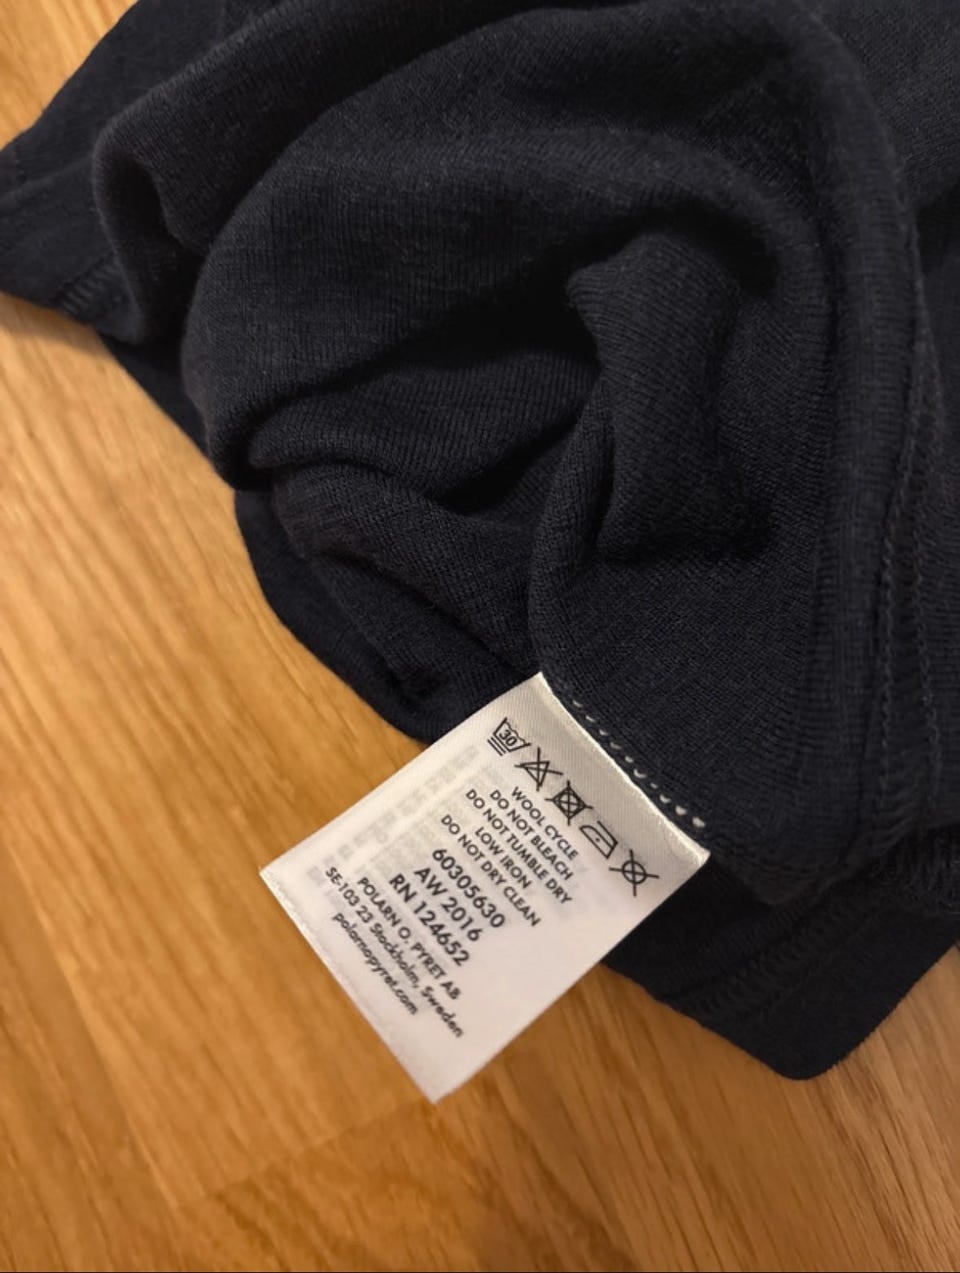 30
WOOL CYCLE
DO NOT BLEACH
DO NOT TUMBLE DRY
LOW IRON
DO NOT DRY CLEAN
60305630
AW 2016
RN 124652
POLARN O. PYRET AB
SE-103 23 Stockholm, Sweden
polarnopyret.com